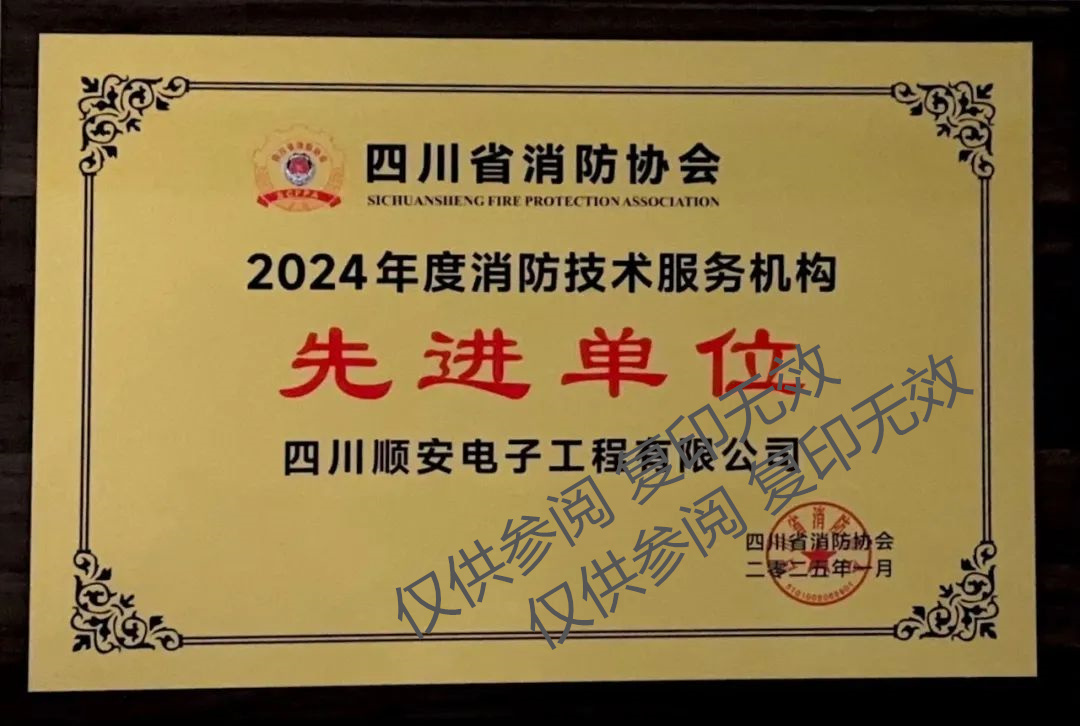 四川省消防协会
SICHUANSHENG FIRE PROTECTION ASSOCIATION
SCFPA
2024年度消防技术服务机构
先进单位
四川顺安电子工程有限公司
仅供参阅 复印无效
仅供参阅 复印无效
四川省消防协会
二零二五年一月